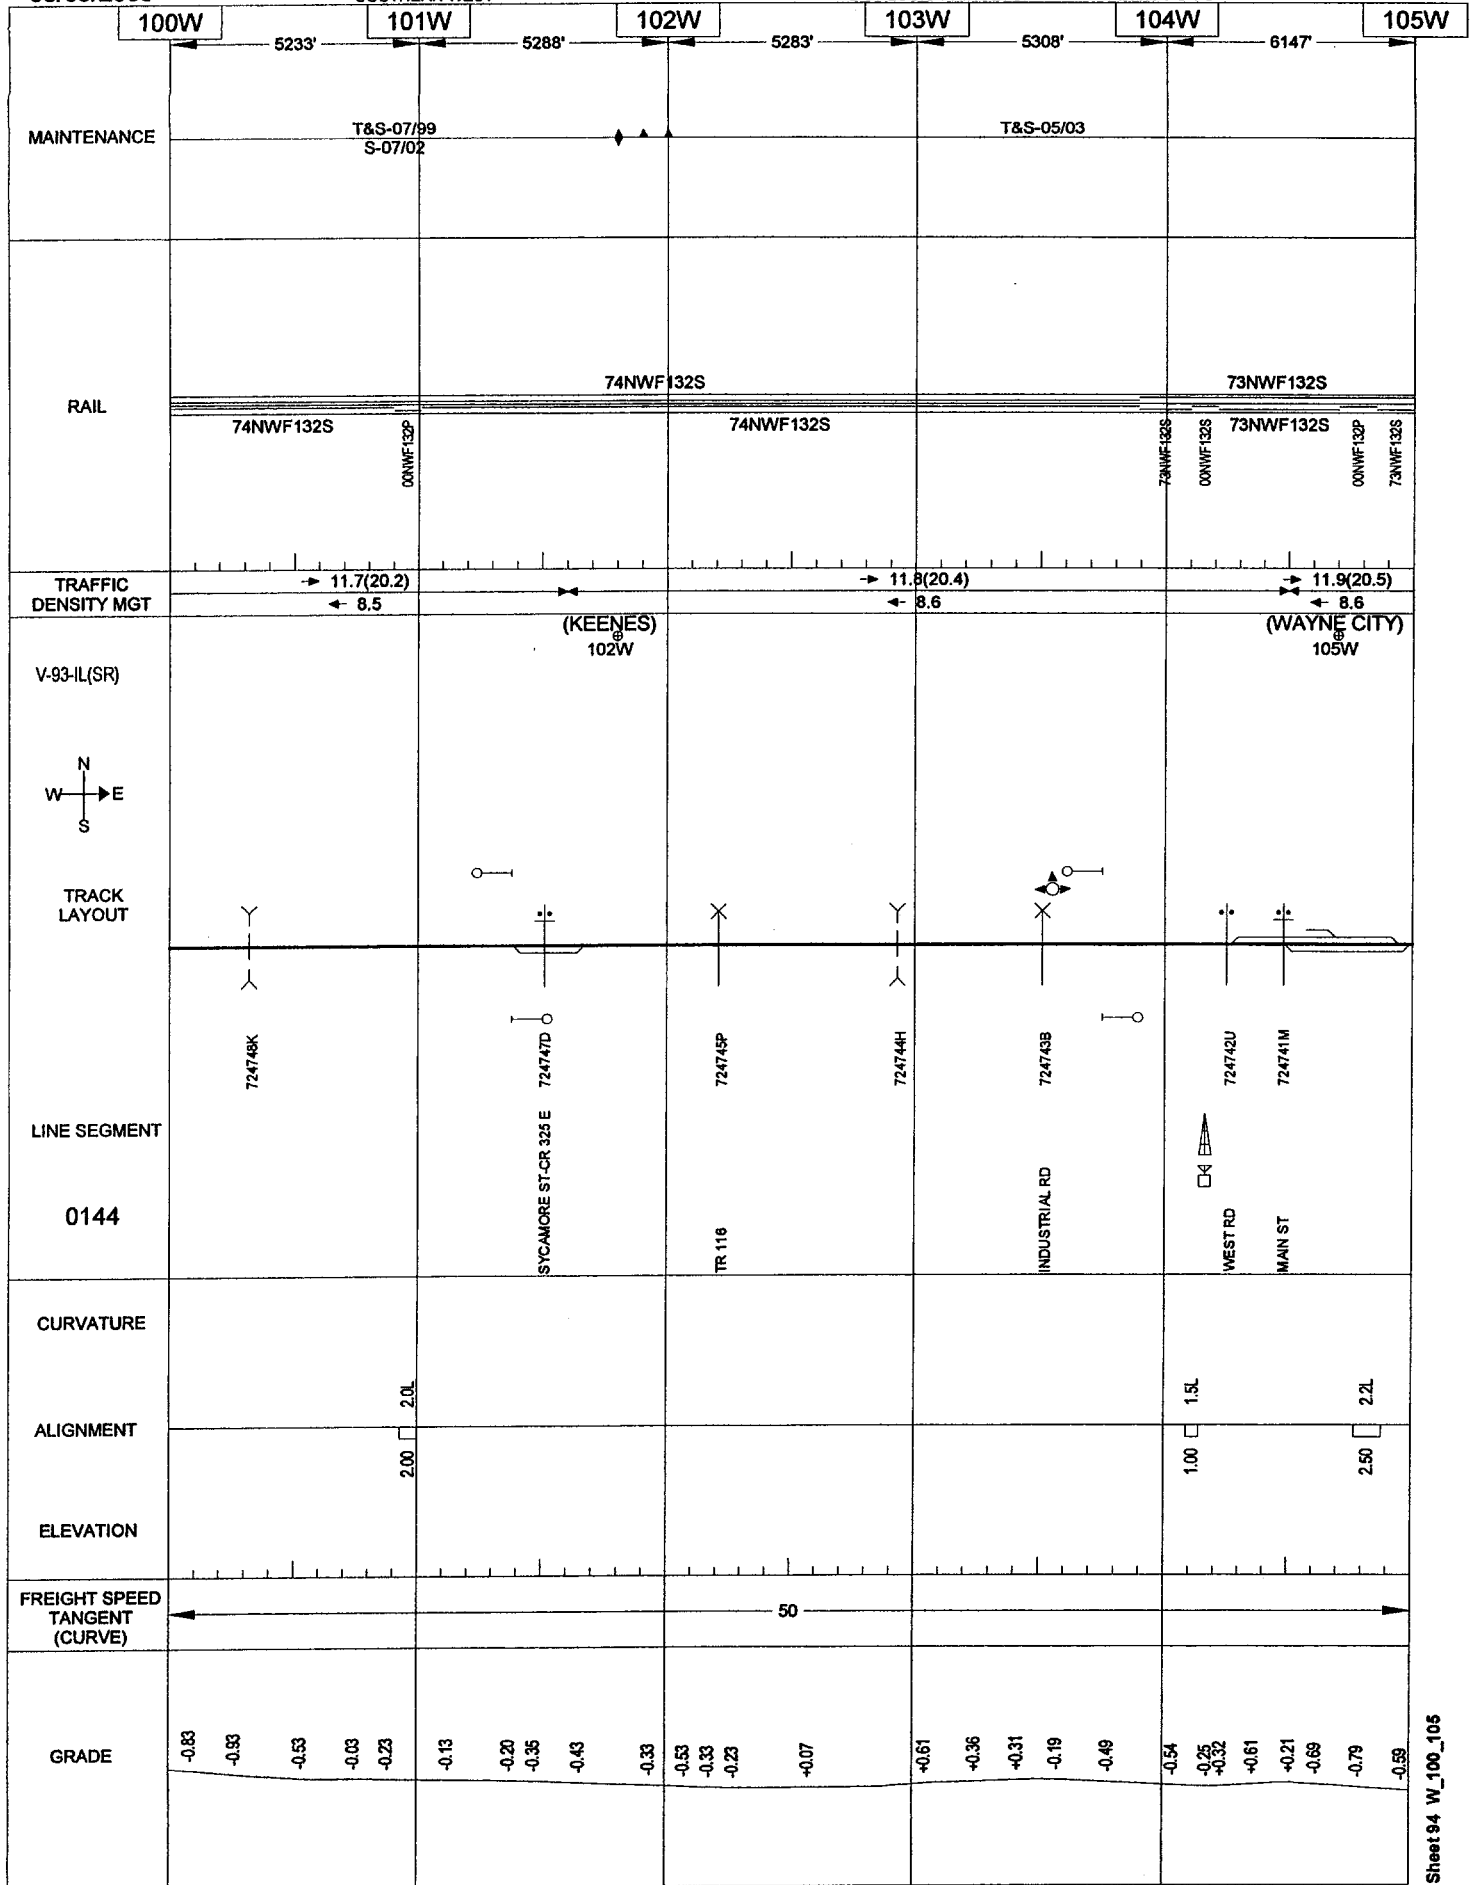 100W 101W 102W 103W 104W 105W
5233' 5288' 5283' 5308' 6147'
MAINTENANCE
T&S-07/99
S-07/02
T&S-05/03
RAIL
74NWF132S 73NWF132S
74NWF132S 74NWF132S 73NWF132S
00NWF132P
73NWF132S
00NWF132S
00NWF132P
73NWF132S
TRAFFIC
DENSITY MGT
11.7(20.2) 11.8(20.4) 11.9(20.5)
8.5 8.6 8.6
(KEENES)
102W
(WAYNE CITY)
105W
V-93-IL(SR)
N
W E
S
TRACK
LAYOUT
724748K
724747D
724745P
724744H
724743B
724742U
724741M
LINE SEGMENT
0144
SYCAMORE ST-CR 325 E
TR 116
INDUSTRIAL RD
WEST RD
MAIN ST
CURVATURE
2.0L
1.5L
2.2L
ALIGNMENT
2.00
1.00
2.50
ELEVATION
FREIGHT SPEED
TANGENT
(CURVE)
50
GRADE
-0.83
-0.93
-0.53
-0.03
-0.23
-0.13
-0.20
-0.35
-0.43
-0.33
-0.53
-0.33
-0.23
+0.07
+0.61
+0.36
+0.31
-0.19
-0.49
-0.54
-0.25
+0.32
+0.61
+0.21
-0.69
-0.79
-0.59
Sheet 94 W_100_105